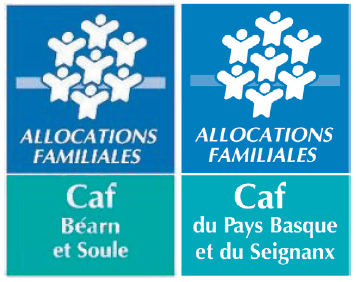 ALLOCATIONS
FAMILIALES
Caf
Béarn
et Soule
ALLOCATIONS
FAMILIALES
Caf
du Pays Basque
et du Seignanx